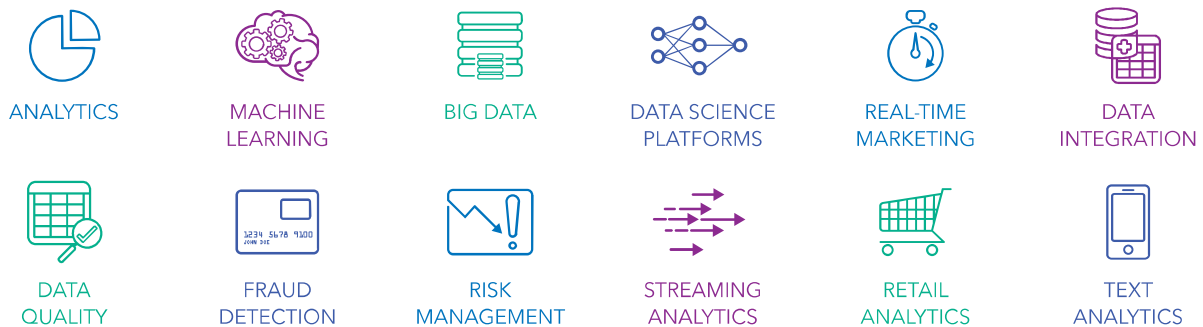 ANALYTICS
MACHINE
LEARNING
BIG DATA
DATA SCIENCE
PLATFORMS
REAL-TIME
MARKETING
DATA
INTEGRATION
1234 5678 9100
JOHN DOE
DATA
QUALITY
FRAUD
DETECTION
RISK
MANAGEMENT
STREAMING
ANALYTICS
RETAIL
ANALYTICS
TEXT
ANALYTICS